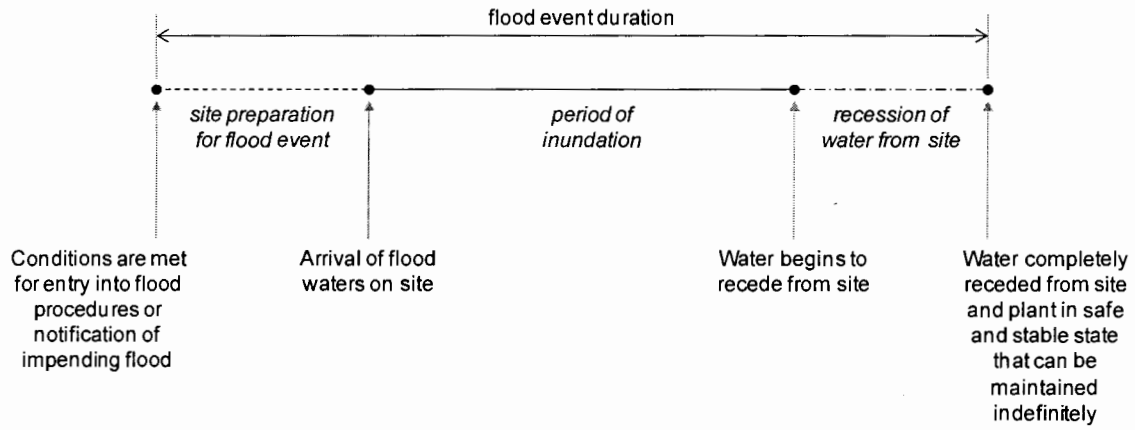 flood event duration
site preparation
for flood event
period of
inundation
recession of
water from site
Conditions are met
for entry into flood
procedures or
notification of
impending flood
Arrival of flood
waters on site
Water begins to
recede from site
Water completely
receded from site
and plant in safe
and stable state
that can be
maintained
indefinitely